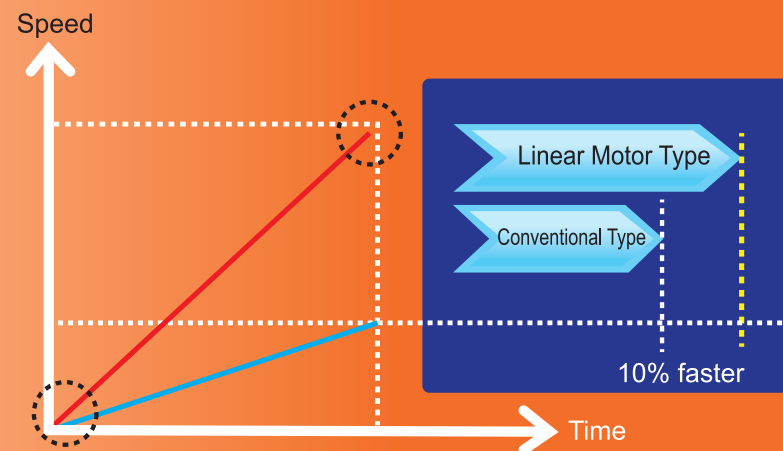 Speed
Linear Motor Type
Conventional Type
10% faster
Time